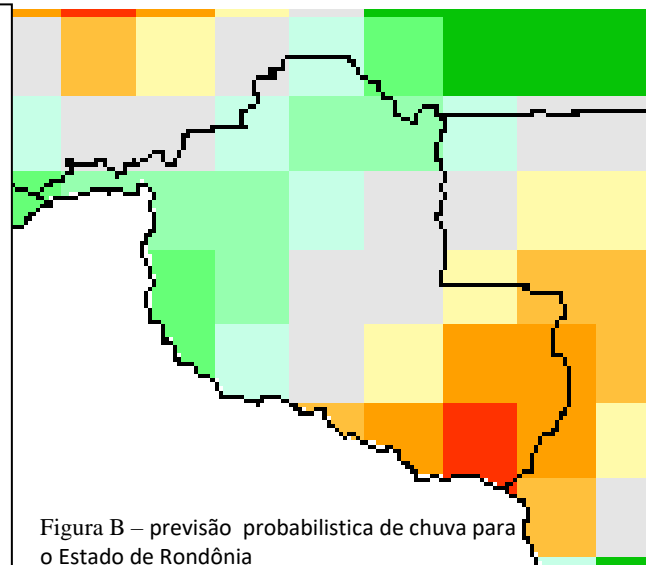 Figura B – previsão probabilistica de chuva para
o Estado de Rondônia